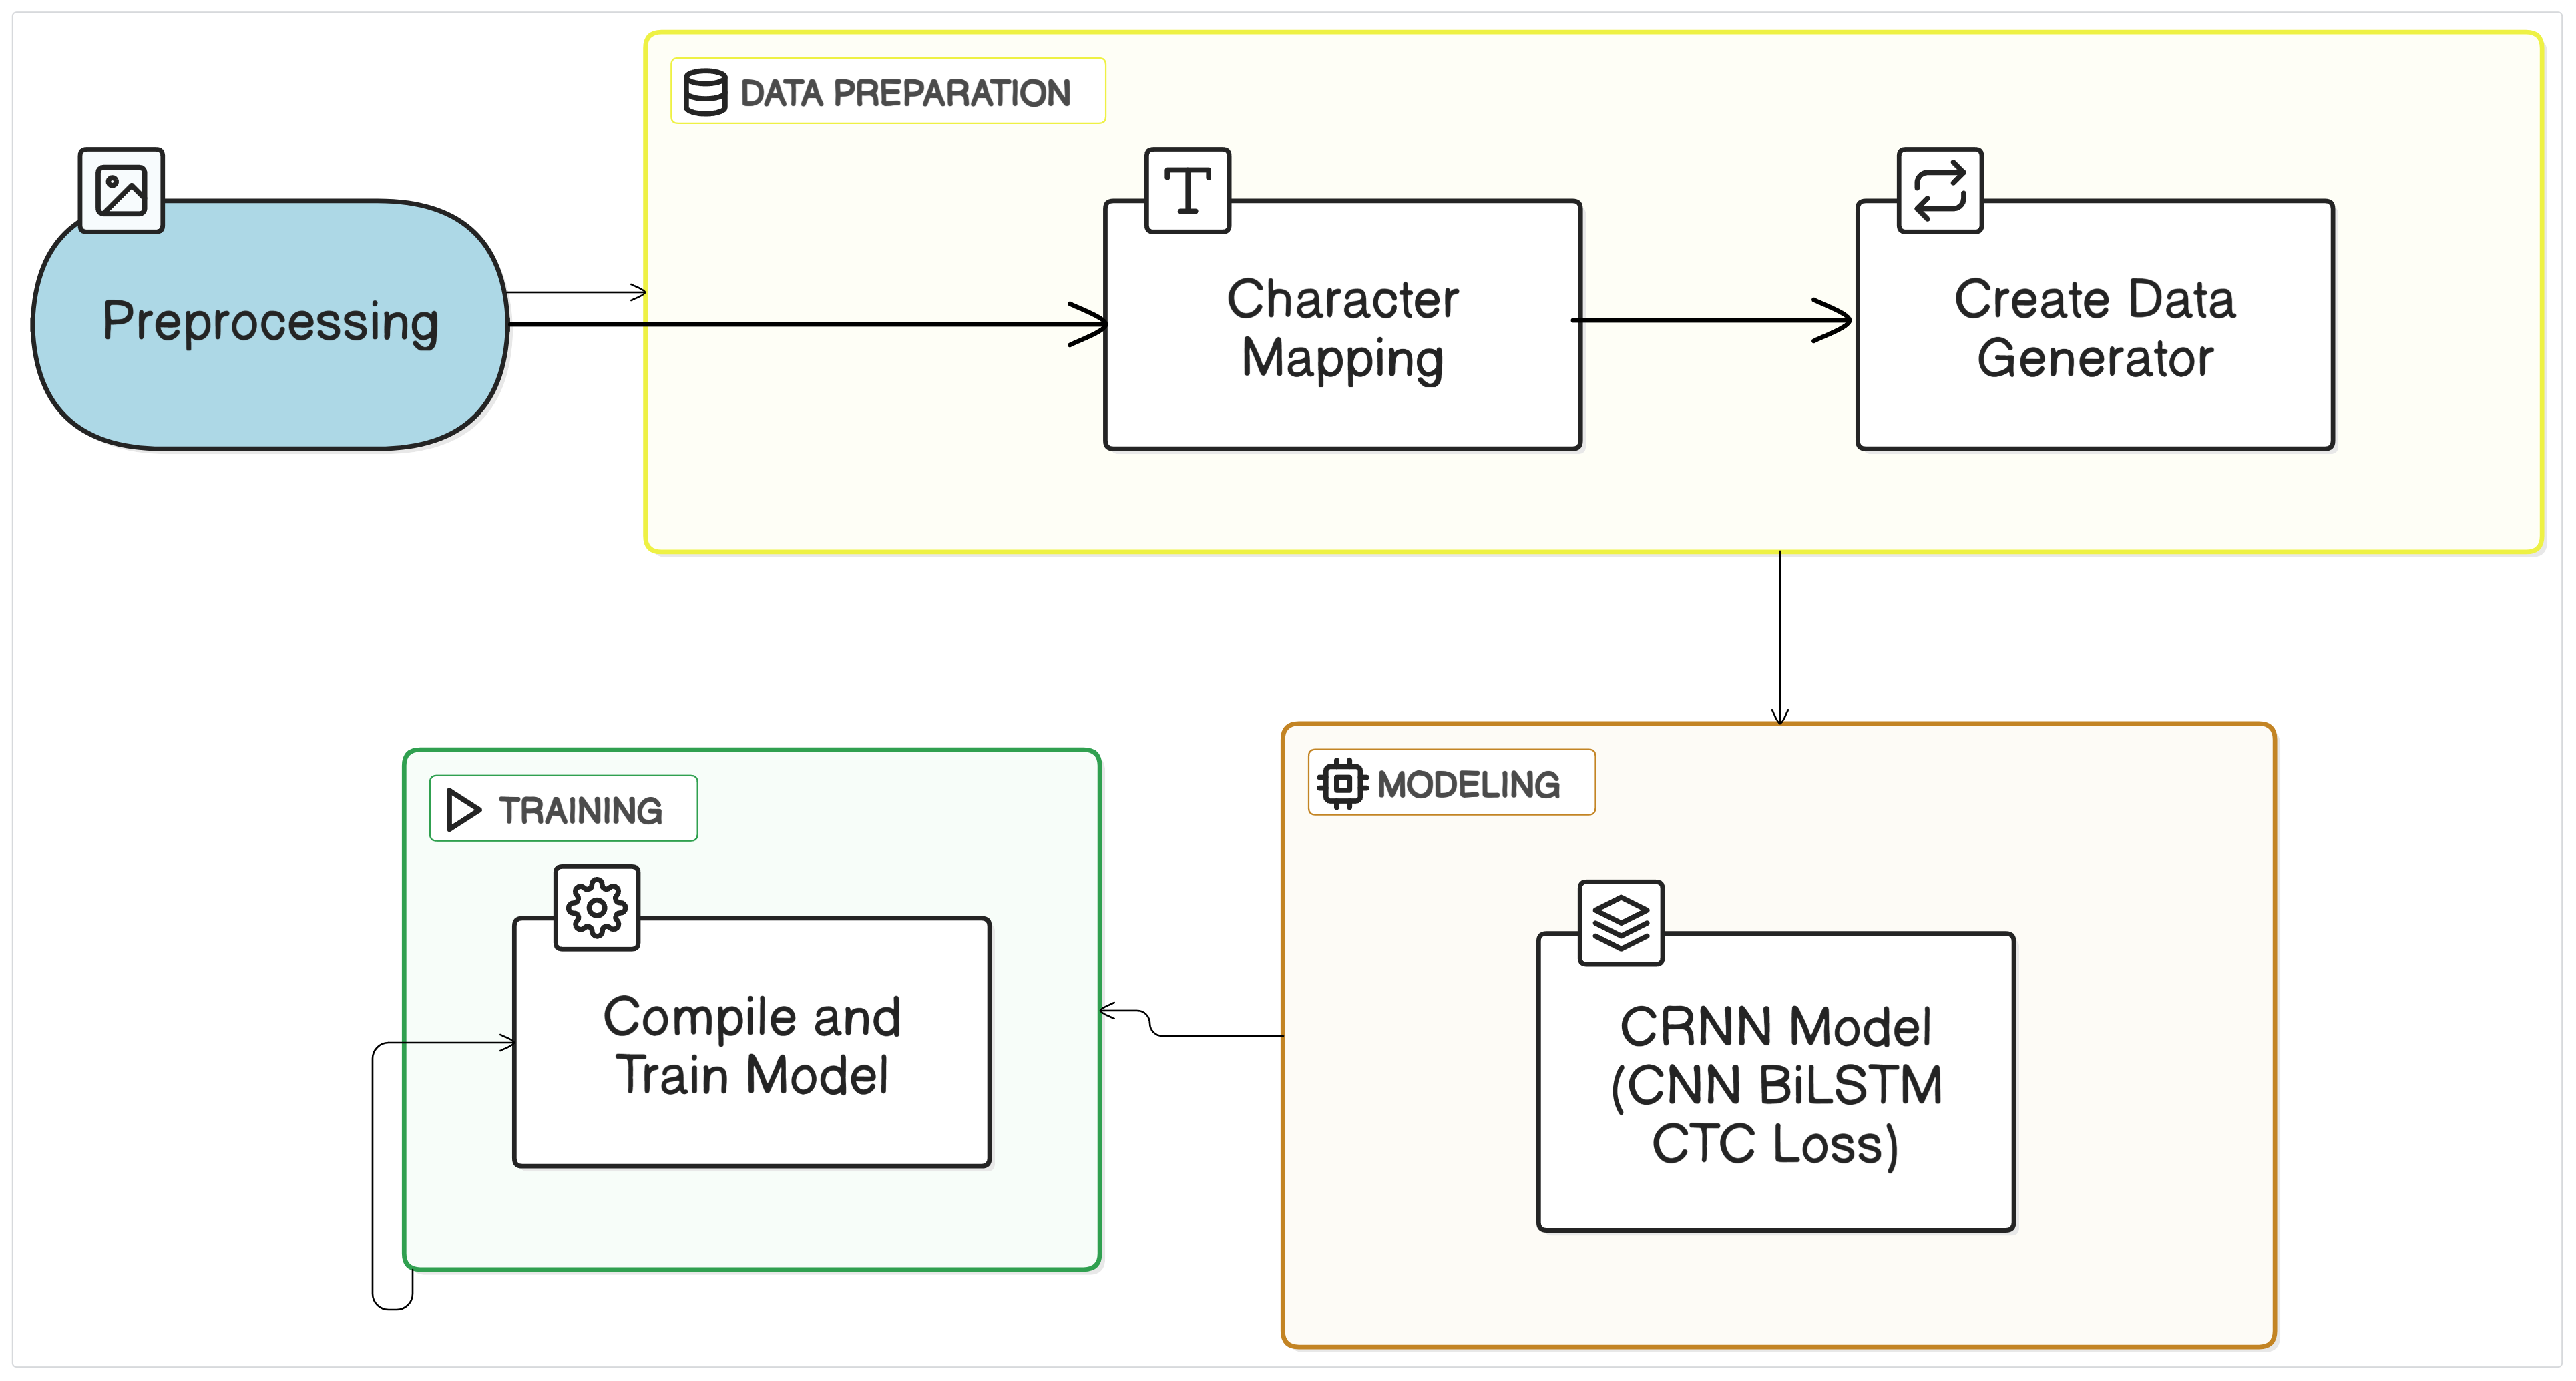 DATA PREPARATION
Preprocessing
Character
Mapping
Create Data
Generator
TRAINING
Compile and
Train Model
MODELING
CRNN Model
(CNN BiLSTM
CTC Loss)